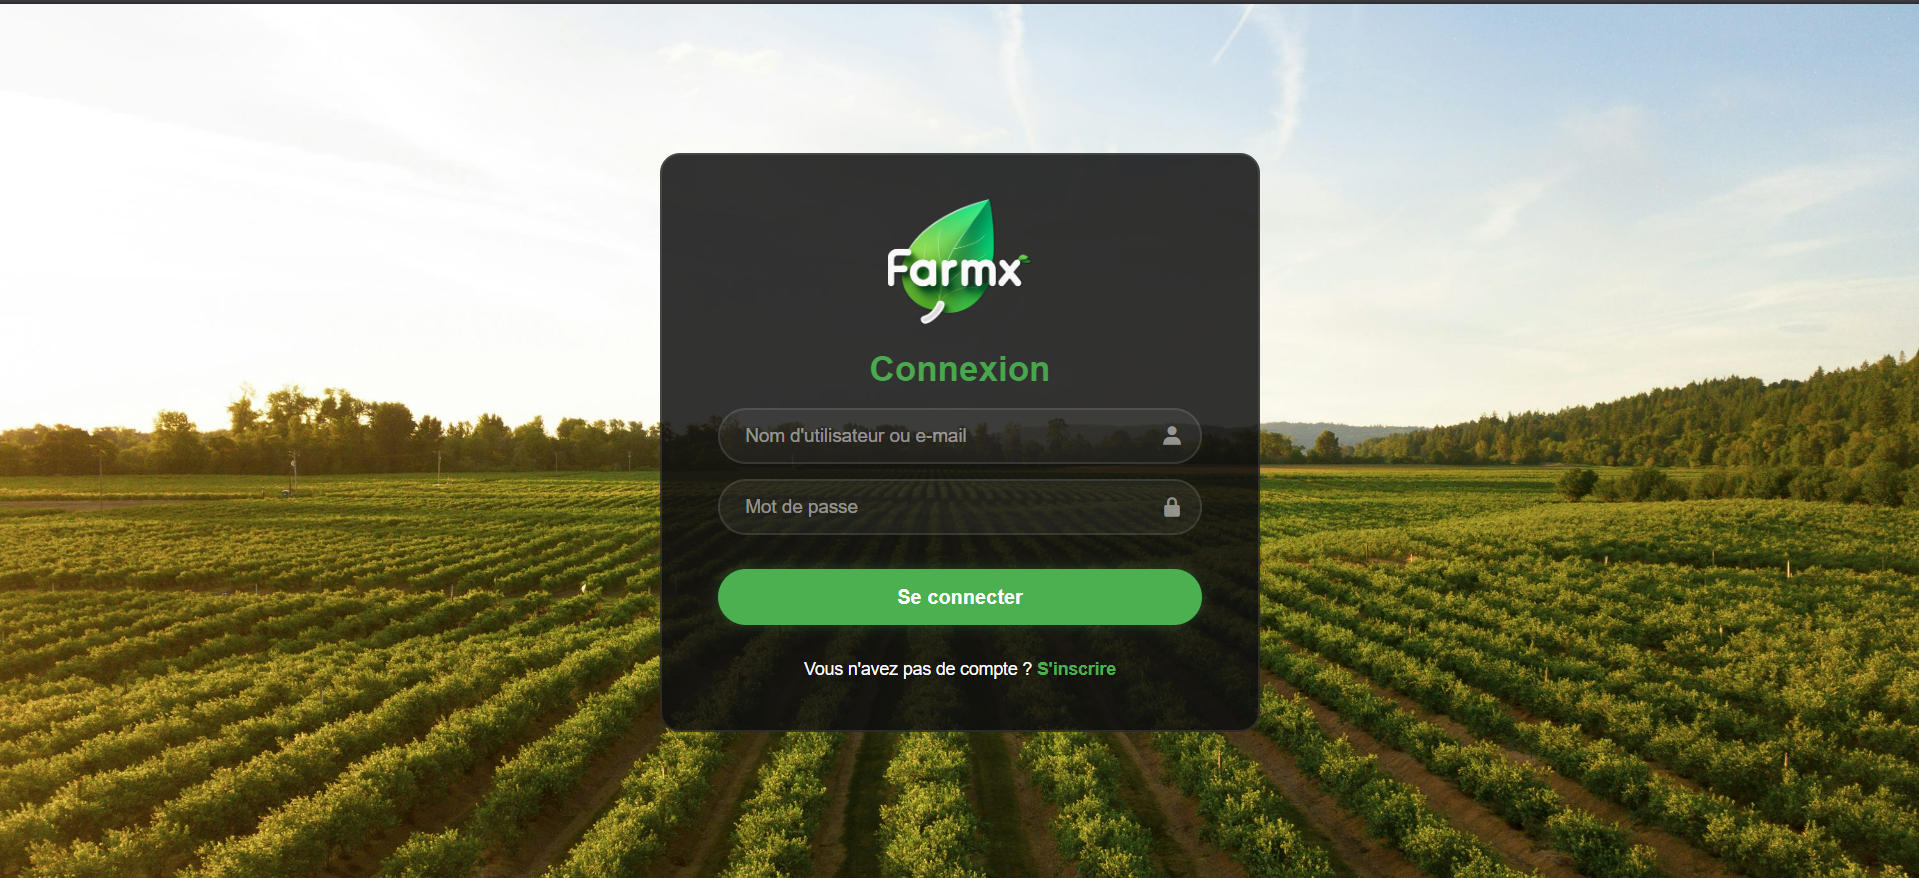 Farmx
Connexion
Nom d'utilisateur ou e-mail
Mot de passe
Se connecter
Vous n'avez pas de compte ? S'inscrire